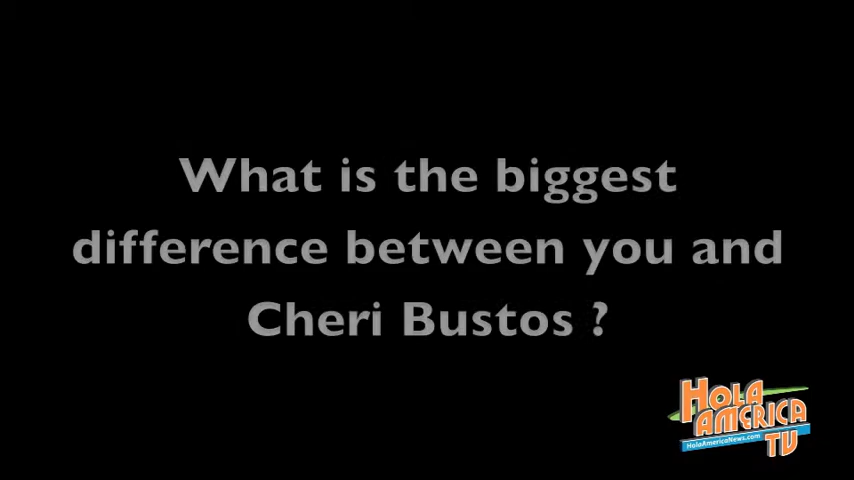 What is the biggest
difference between you and
Cheri Bustos ?
HOLA
AMERICA
TV
HolaAmericaNews.com